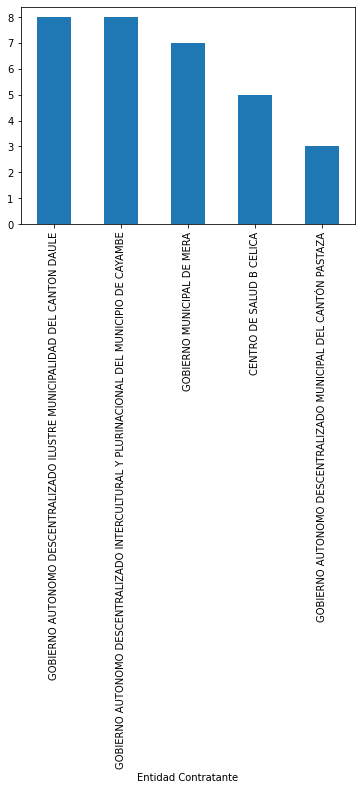 8
7
6
5
4
3
2
1
0
GOBIERNO AUTONOMO DESCENTRALIZADO ILUSTRE MUNICIPALIDAD DEL CANTON DAULE
GOBIERNO AUTONOMO DESCENTRALIZADO INTERCULTURAL Y PLURINACIONAL DEL MUNICIPIO DE CAYAMBE
GOBIERNO MUNICIPAL DE MERA
CENTRO DE SALUD B CELICA
GOBIERNO AUTONOMO DESCENTRALIZADO MUNICIPAL DEL CANTÓN PASTAZA
Entidad Contratante